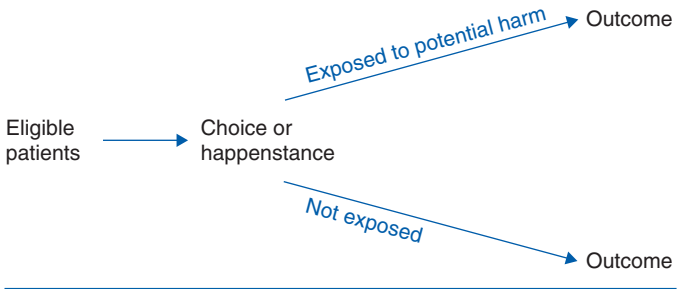 Outcome
Exposed to potential harm
Eligible
patients
Choice or
happenstance
Not exposed
Outcome